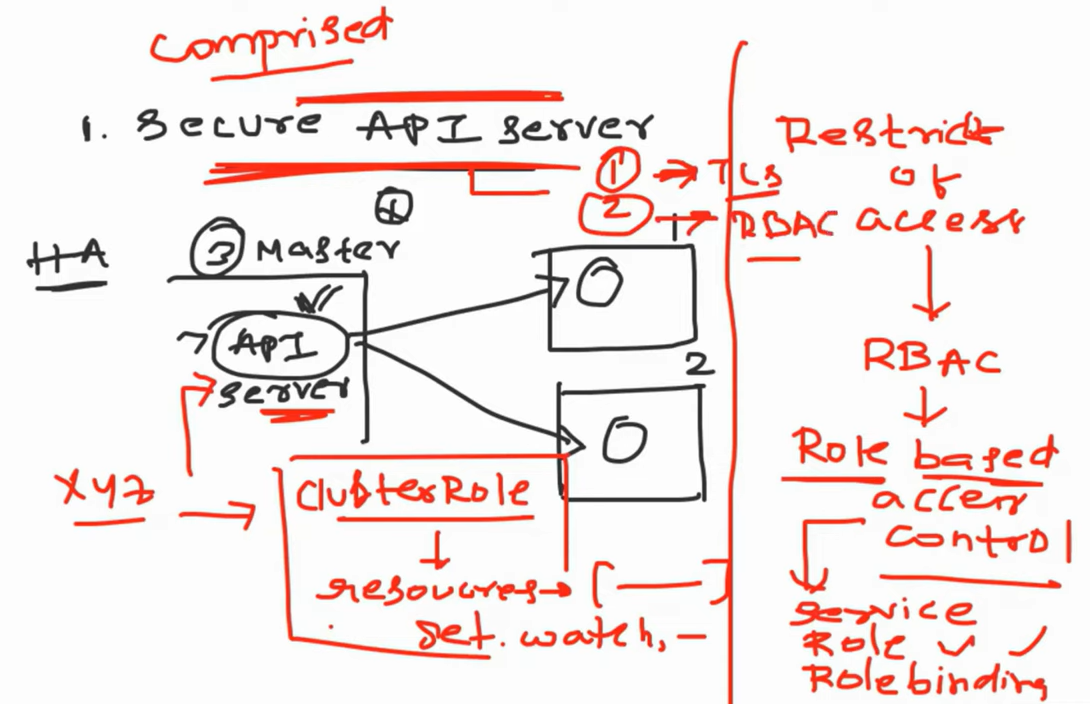 Comprised
1. Secure API server
① → TLS
② → RBAC
HA
③ Master
1
API
server
2
xyz →
ClusterRole
↓
resources → [ — ]
get. watch, —
Restrict
of
access
↓
RBAC
↓
Role based
access
control
service
Role ✓ ✓
Rolebinding